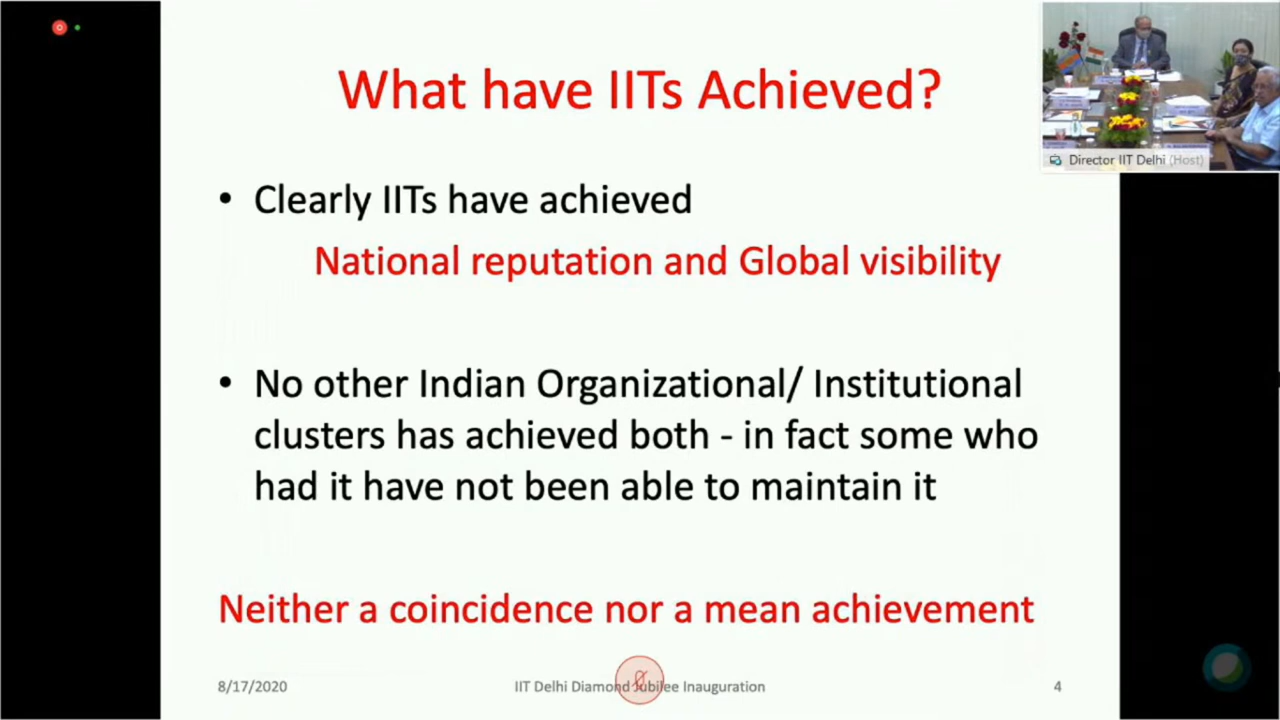 What have IITs Achieved?
Director IIT Delhi (Host)
• Clearly IITs have achieved
National reputation and Global visibility
• No other Indian Organizational/ Institutional
clusters has achieved both - in fact some who
had it have not been able to maintain it
Neither a coincidence nor a mean achievement
8/17/2020
IIT Delhi Diamond Jubilee Inauguration
4